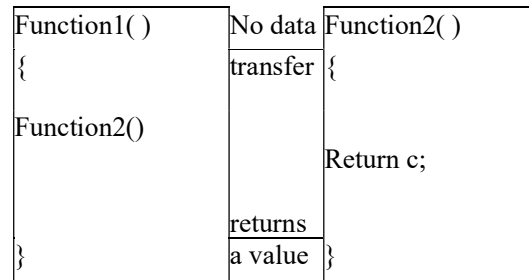 Function1( ) No data Function2( )
{ transfer {
Function2()
Return c;
returns
} a value }